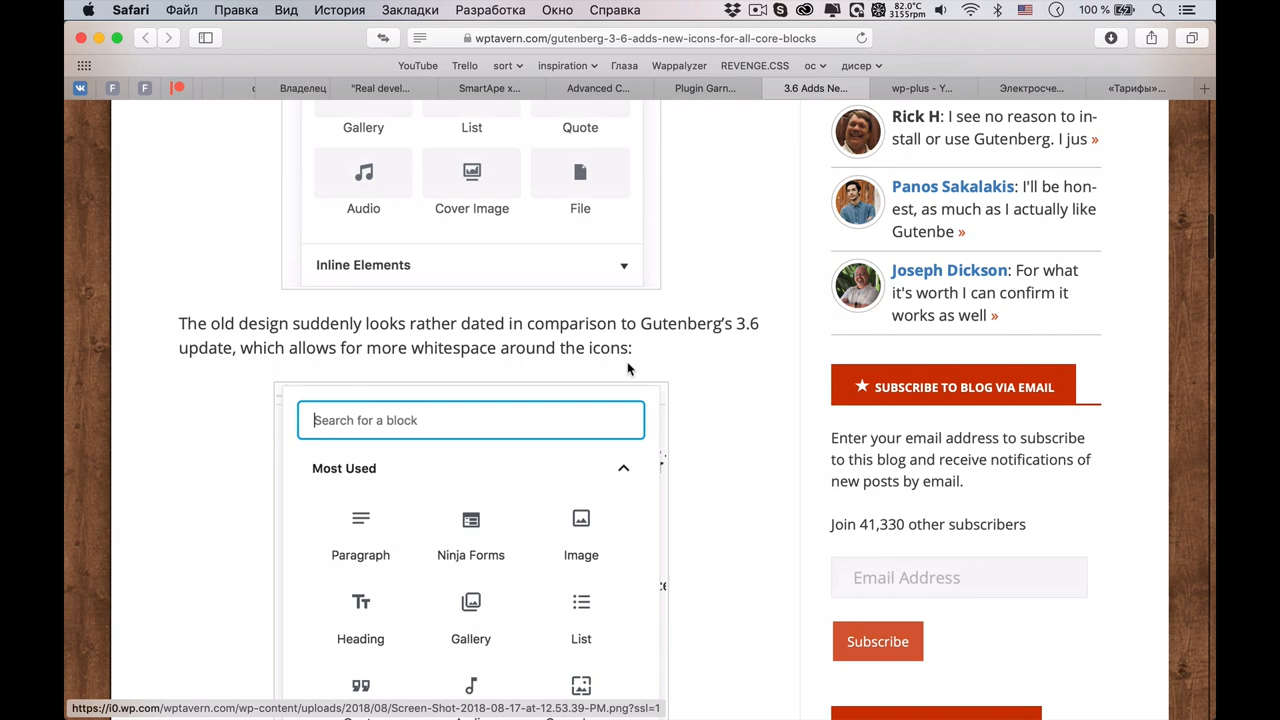 Safari Файл Правка Вид История Закладки Разработка Окно Справка 82.0°C 3155rpm 100 %
wptavern.com/gutenberg-3-6-adds-new-icons-for-all-core-blocks
YouTube Trello sort inspiration Глаза Wappalyzer REVENGE.CSS ос дисер
Владелец "Real devel... SmartApe x... Advanced C... Plugin Garn... 3.6 Adds Ne... wp-plus - Y... Электросче... «Тарифы»...
Gallery List Quote
Audio Cover Image File
Inline Elements
The old design suddenly looks rather dated in comparison to Gutenberg's 3.6
update, which allows for more whitespace around the icons:
Search for a block
Most Used
Paragraph Ninja Forms Image
Heading Gallery List
Rick H: I see no reason to in-
stall or use Gutenberg. I jus »
Panos Sakalakis: I'll be hon-
est, as much as I actually like
Gutenbe »
Joseph Dickson: For what
it's worth I can confirm it
works as well »
SUBSCRIBE TO BLOG VIA EMAIL
Enter your email address to subscribe
to this blog and receive notifications of
new posts by email.
Join 41,330 other subscribers
Email Address
Subscribe
https://i0.wp.com/wptavern.com/wp-content/uploads/2018/08/Screen-Shot-2018-08-17-at-12.53.39-PM.png?ssl=1